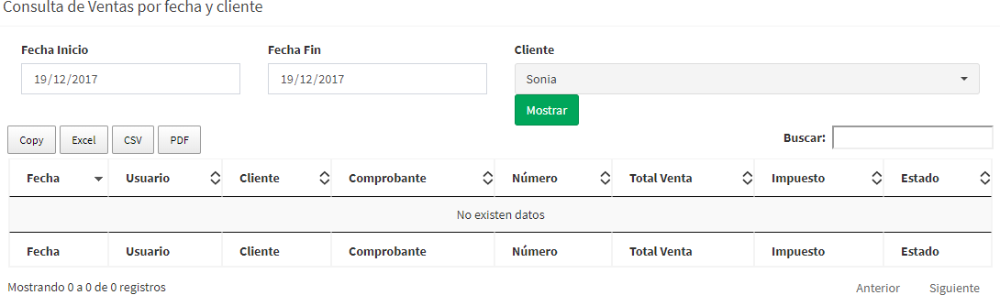 Consulta de Ventas por fecha y cliente
Fecha Inicio Fecha Fin Cliente
19/12/2017 19/12/2017 Sonia
Mostrar
Copy Excel CSV PDF Buscar:
Fecha Usuario Cliente Comprobante Número Total Venta Impuesto Estado
No existen datos
Fecha Usuario Cliente Comprobante Número Total Venta Impuesto Estado
Mostrando 0 a 0 de 0 registros Anterior Siguiente